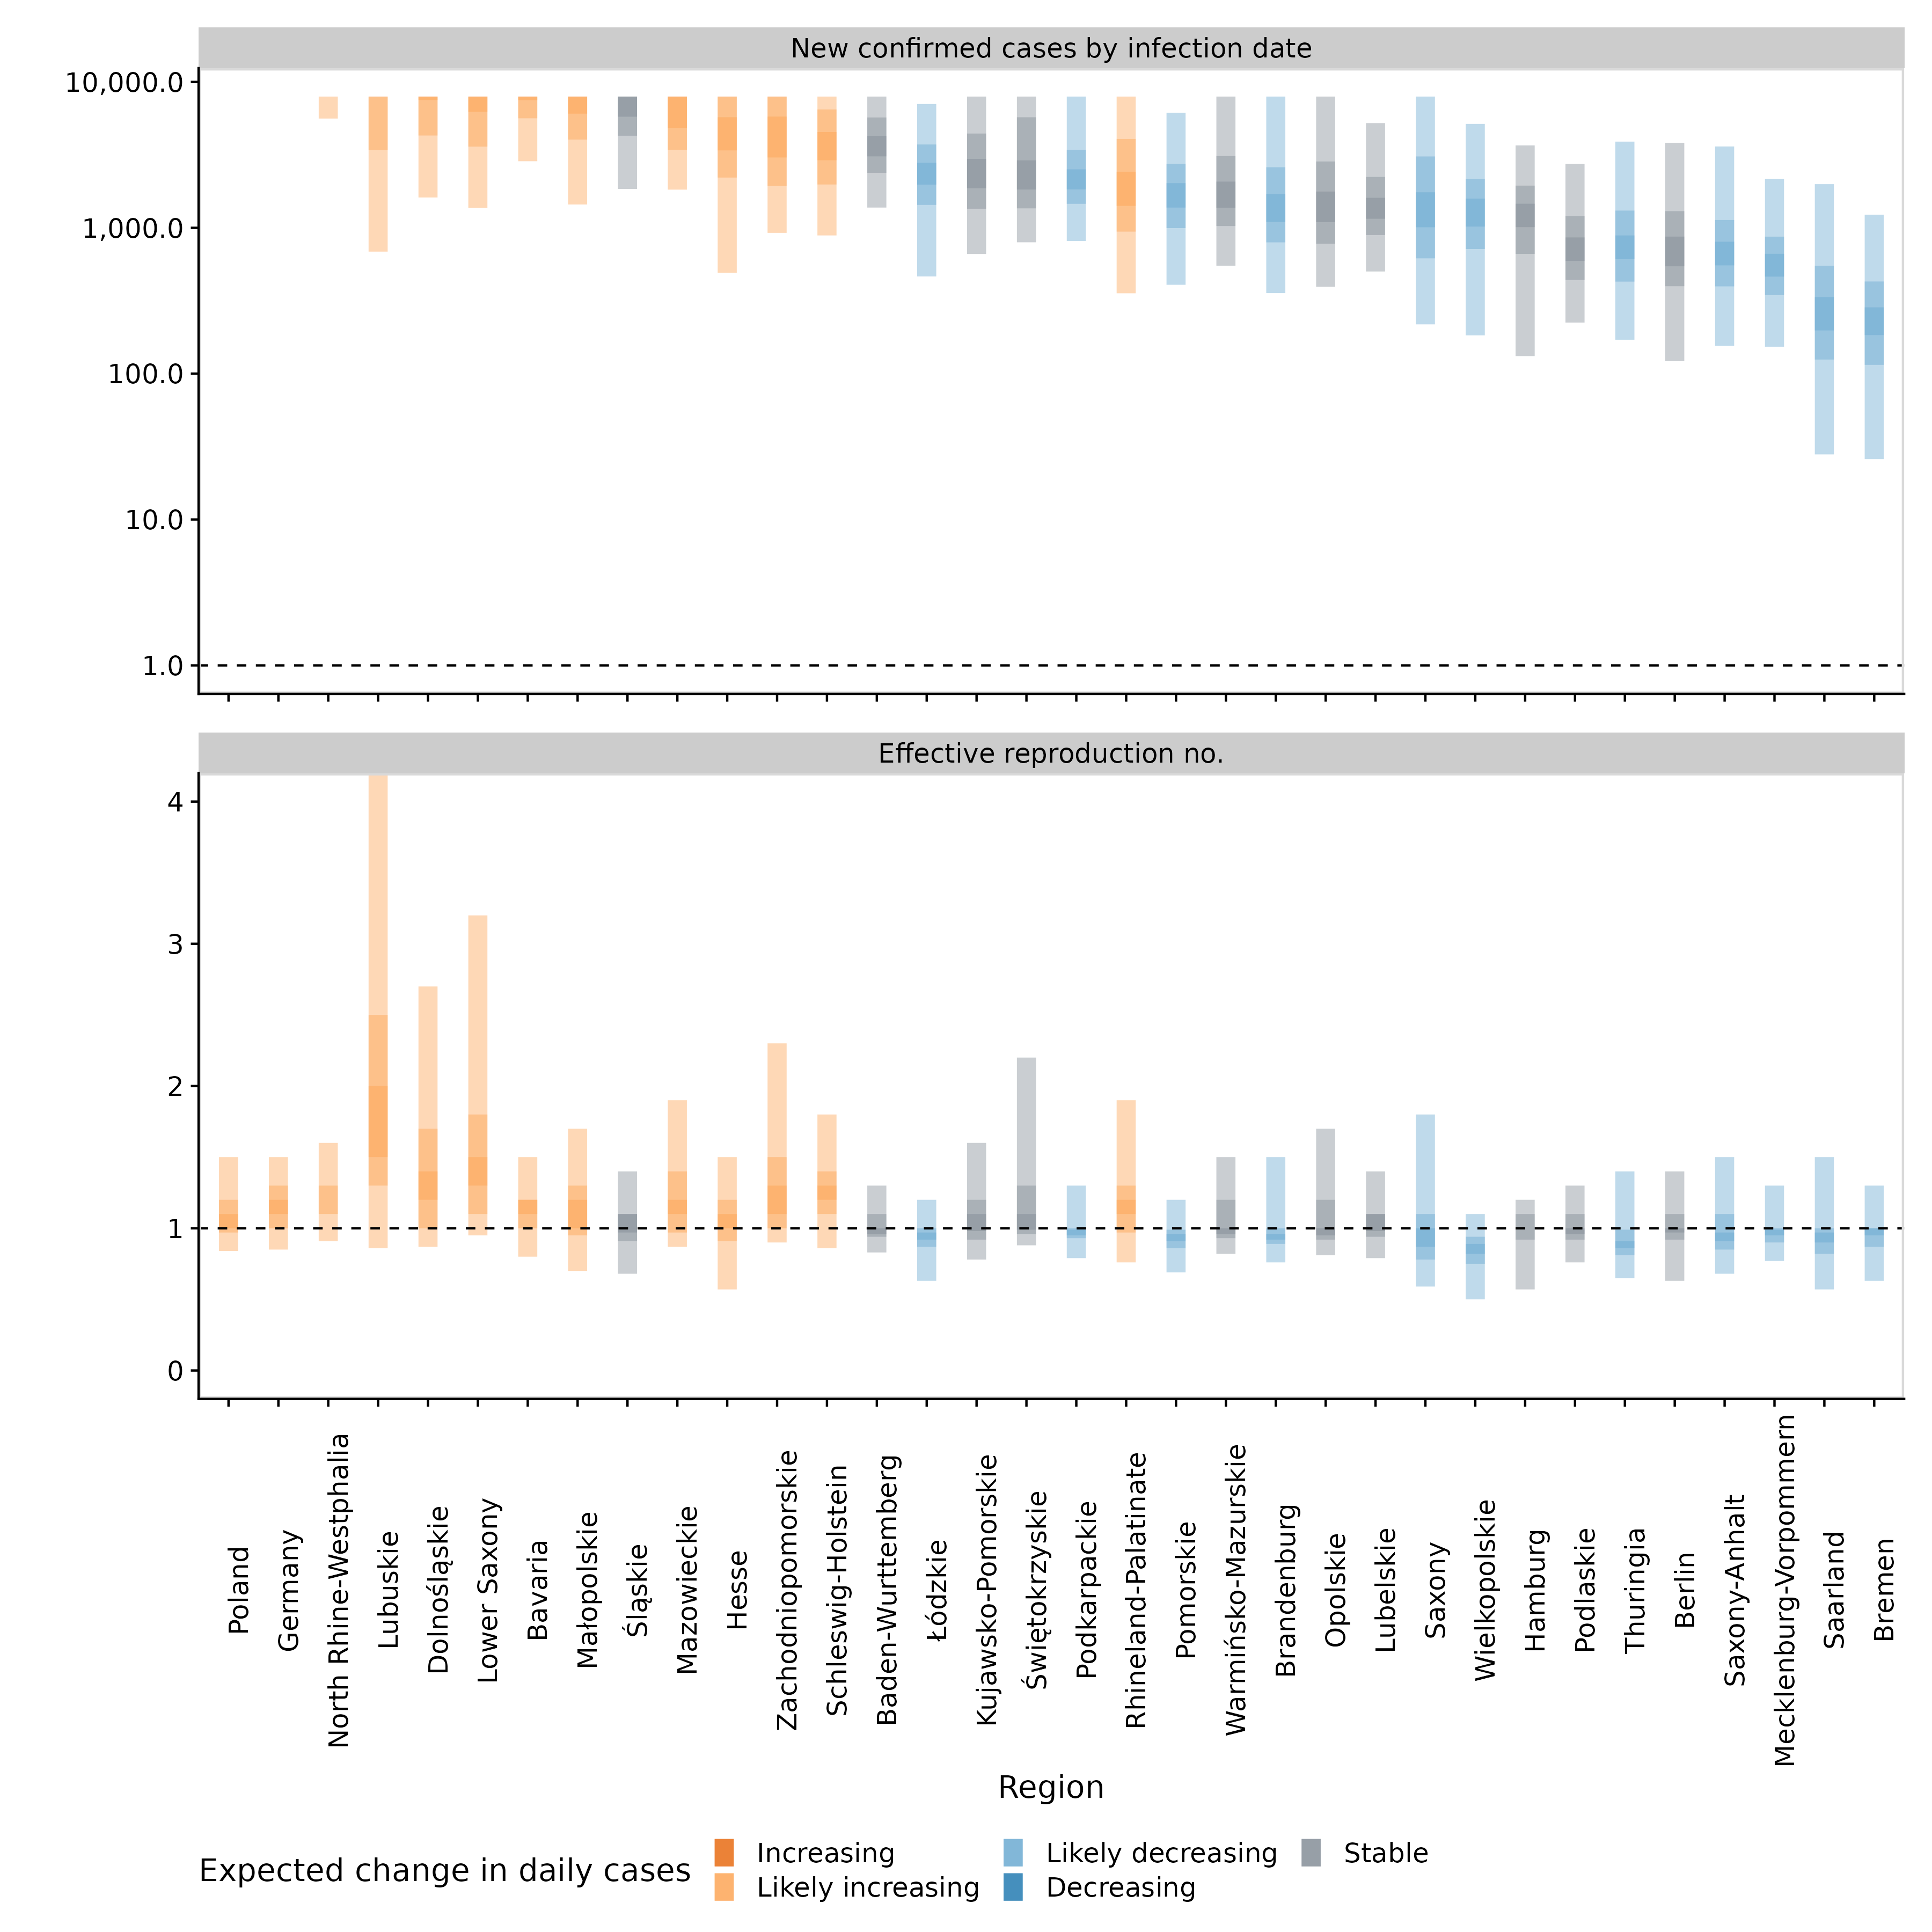 New confirmed cases by infection date
10,000.0
1,000.0
100.0
10.0
1.0
Effective reproduction no.
4
3
2
1
0
Poland
Germany
North Rhine-Westphalia
Lubuskie
Dolnośląskie
Lower Saxony
Bavaria
Małopolskie
Śląskie
Mazowieckie
Hesse
Zachodniopomorskie
Schleswig-Holstein
Baden-Wurttemberg
Łódzkie
Kujawsko-Pomorskie
Świętokrzyskie
Podkarpackie
Rhineland-Palatinate
Pomorskie
Warmińsko-Mazurskie
Brandenburg
Opolskie
Lubelskie
Saxony
Wielkopolskie
Hamburg
Podlaskie
Thuringia
Berlin
Saxony-Anhalt
Mecklenburg-Vorpommern
Saarland
Bremen
Region
Expected change in daily cases
Increasing
Likely increasing
Likely decreasing
Decreasing
Stable